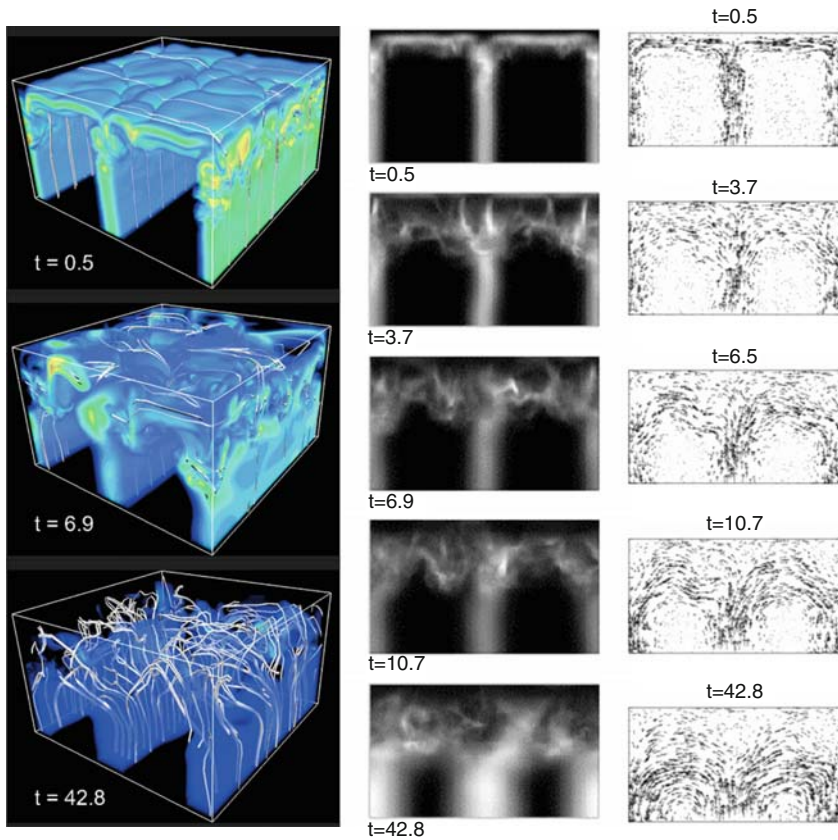 t = 0.5
t = 6.9
t = 42.8
t=0.5
t=3.7
t=6.9
t=10.7
t=42.8
t=0.5
t=3.7
t=6.5
t=10.7
t=42.8